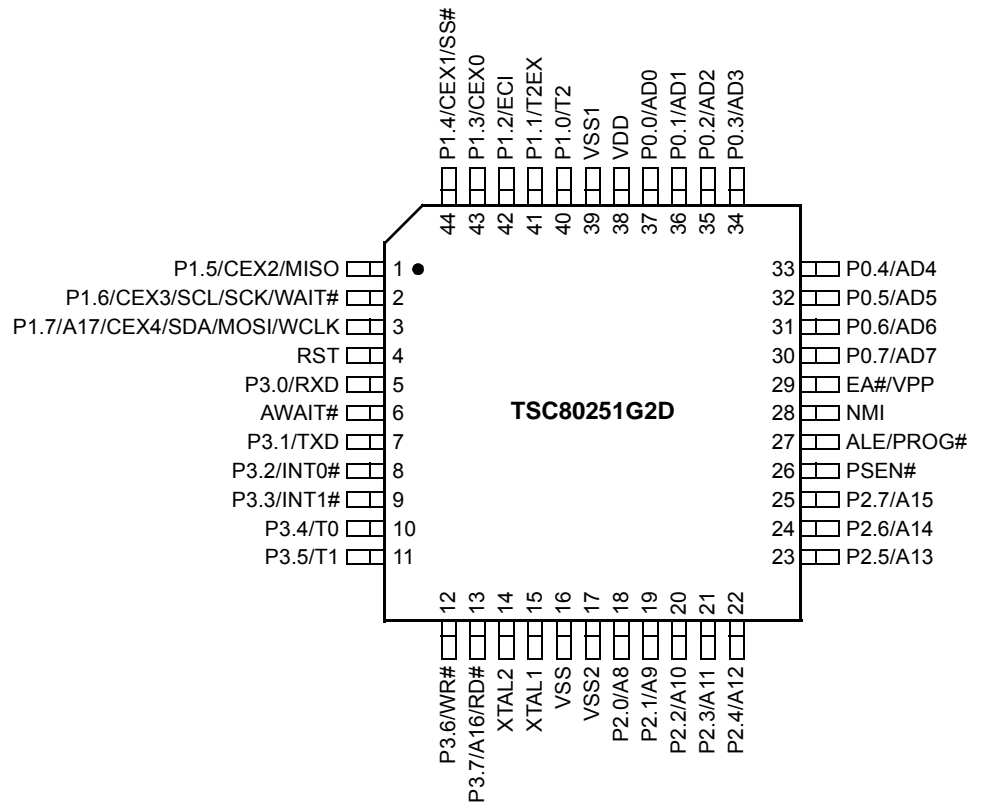 P1.4/CEX1/SS#
P1.3/CEX0
P1.2/ECI
P1.1/T2EX
P1.0/T2
VSS1
VDD
P0.0/AD0
P0.1/AD1
P0.2/AD2
P0.3/AD3
44
43
42
41
40
39
38
37
36
35
34
P1.5/CEX2/MISO 1
P1.6/CEX3/SCL/SCK/WAIT# 2
P1.7/A17/CEX4/SDA/MOSI/WCLK 3
RST 4
P3.0/RXD 5
AWAIT# 6
P3.1/TXD 7
P3.2/INT0# 8
P3.3/INT1# 9
P3.4/T0 10
P3.5/T1 11
TSC80251G2D
33 P0.4/AD4
32 P0.5/AD5
31 P0.6/AD6
30 P0.7/AD7
29 EA#/VPP
28 NMI
27 ALE/PROG#
26 PSEN#
25 P2.7/A15
24 P2.6/A14
23 P2.5/A13
12
13
14
15
16
17
18
19
20
21
22
P3.6/WR#
P3.7/A16/RD#
XTAL2
XTAL1
VSS
VSS2
P2.0/A8
P2.1/A9
P2.2/A10
P2.3/A11
P2.4/A12